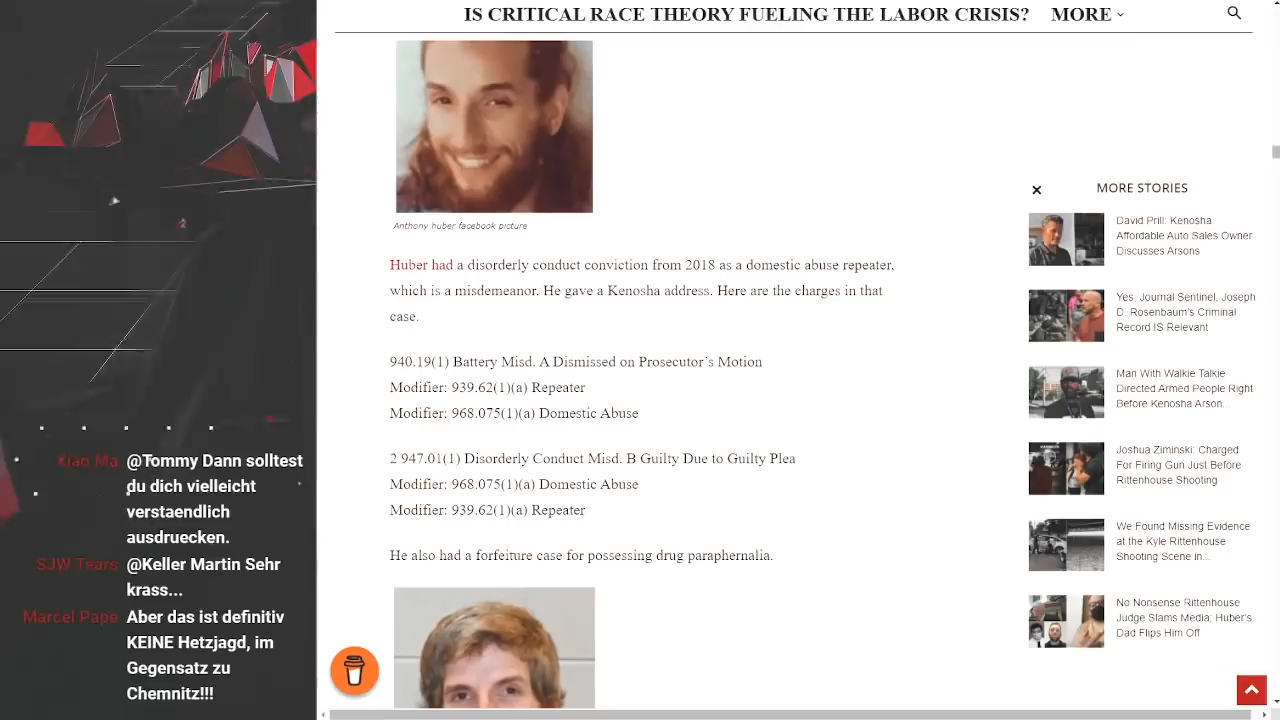 IS CRITICAL RACE THEORY FUELING THE LABOR CRISIS? MORE
Anthony huber facebook picture
Huber had a disorderly conduct conviction from 2018 as a domestic abuse repeater,
which is a misdemeanor. He gave a Kenosha address. Here are the charges in that
case.
940.19(1) Battery Misd. A Dismissed on Prosecutor’s Motion
Modifier: 939.62(1)(a) Repeater
Modifier: 968.075(1)(a) Domestic Abuse
2 947.01(1) Disorderly Conduct Misd. B Guilty Due to Guilty Plea
Modifier: 968.075(1)(a) Domestic Abuse
Modifier: 939.62(1)(a) Repeater
He also had a forfeiture case for possessing drug paraphernalia.
MORE STORIES
David Prill: Kenosha
Affordable Auto Sales Owner
Discusses Arsons
Yes, Journal Sentinel, Joseph
D. Rosenbaum's Criminal
Record IS Relevant
Man With Walkie Talkie
Directed Armed People Right
Before Kenosha Arson...
Joshua Ziminski: Charged
For Firing Gun Just Before
Rittenhouse Shooting
We Found Missing Evidence
at the Kyle Rittenhouse
Shooting Scene in...
No Nonsense Rittenhouse
Judge Slams Media; Huber's
Dad Flips Him Off
Xiao Ma @Tommy Dann solltest
du dich vielleicht
verstaendlich
ausdruecken.
SJW Tears @Keller Martin Sehr
krass...
Marcel Pape Aber das ist definitiv
KEINE Hetzjagd, im
Gegensatz zu
Chemnitz!!!